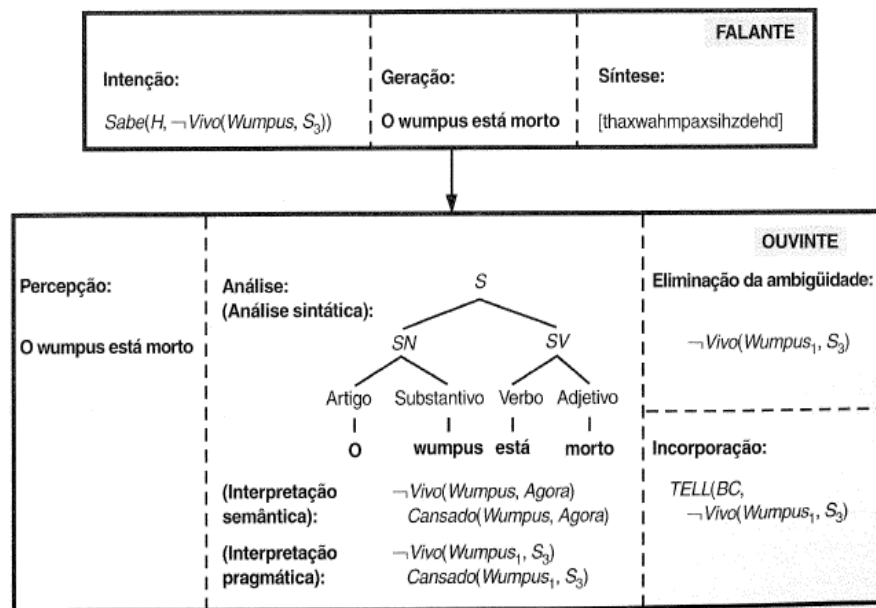 FALANTE
Intenção:
Sabe(H, ¬Vivo(Wumpus, S₃))
Geração:
O wumpus está morto
Síntese:
[thaxwahmpaxsihzdehd]
Percepção:
O wumpus está morto
Análise:
(Análise sintática):
S
SN SV
Artigo Substantivo Verbo Adjetivo
O wumpus está morto
(Interpretação semântica):
¬Vivo(Wumpus, Agora)
Cansado(Wumpus, Agora)
(Interpretação pragmática):
¬Vivo(Wumpus₁, S₃)
Cansado(Wumpus₁, S₃)
OUVINTE
Eliminação da ambigüidade:
¬Vivo(Wumpus₁, S₃)
Incorporação:
TELL(BC,
¬Vivo(Wumpus₁, S₃)